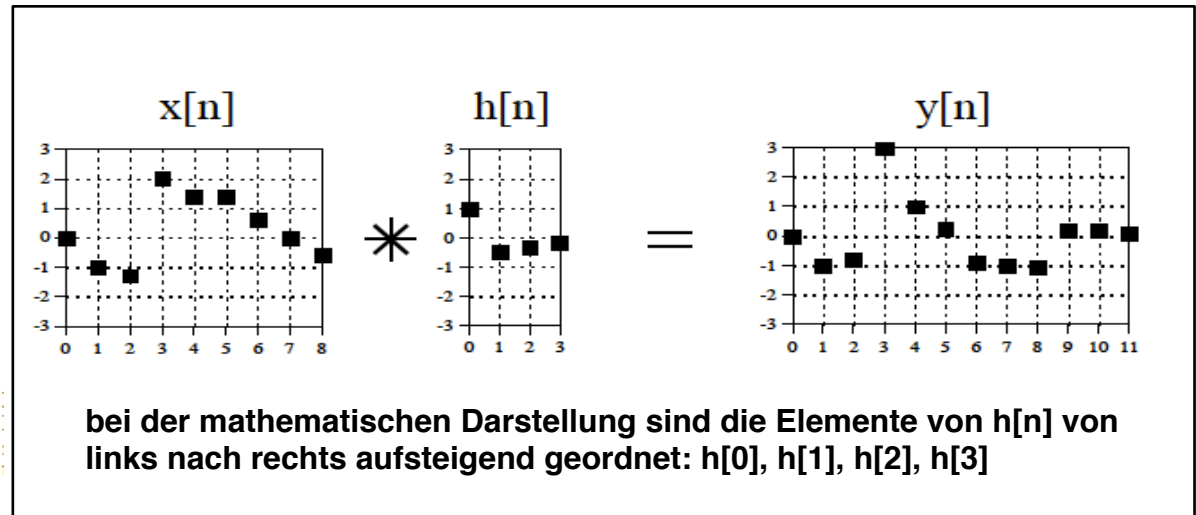 x[n]
h[n]
y[n]
3
2
1
0
-1
-2
-3
0 1 2 3 4 5 6 7 8
*
3
2
1
0
-1
-2
-3
0 1 2 3
=
3
2
1
0
-1
-2
-3
0 1 2 3 4 5 6 7 8 9 10 11
bei der mathematischen Darstellung sind die Elemente von h[n] von
links nach rechts aufsteigend geordnet: h[0], h[1], h[2], h[3]